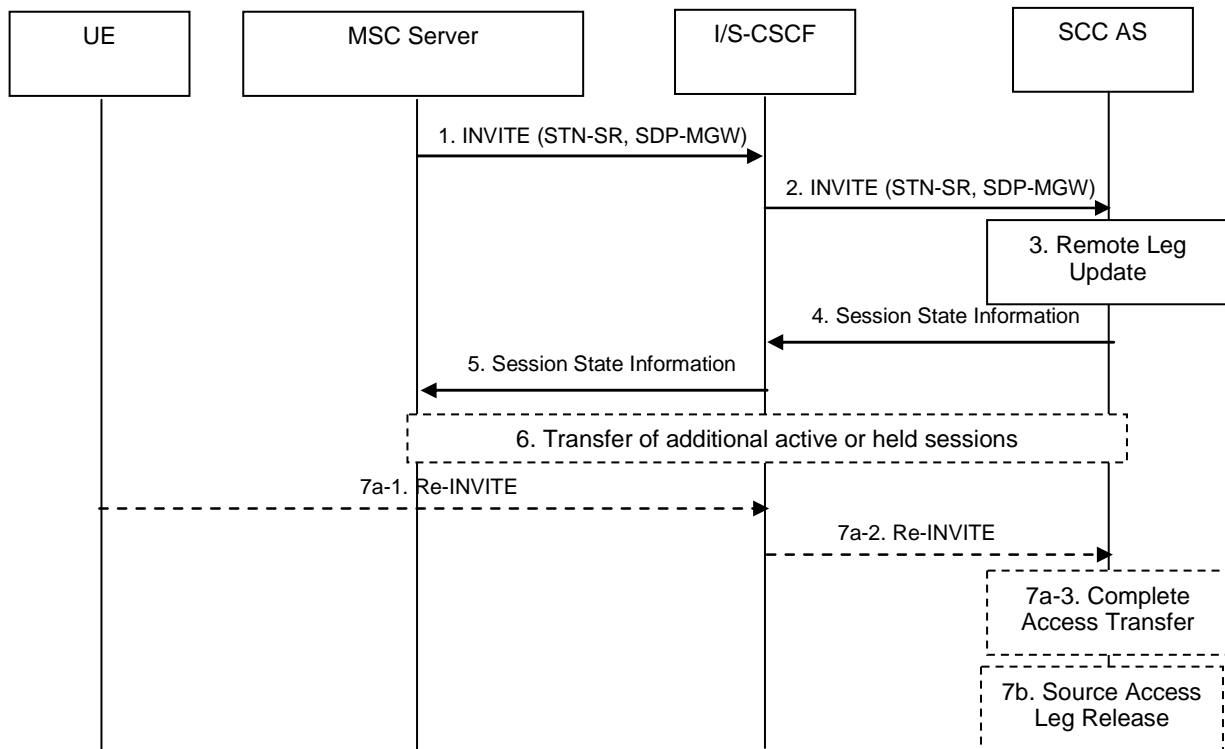 UE
MSC Server
I/S-CSCF
SCC AS
1. INVITE (STN-SR, SDP-MGW)
2. INVITE (STN-SR, SDP-MGW)
3. Remote Leg
Update
4. Session State Information
5. Session State Information
6. Transfer of additional active or held sessions
7a-1. Re-INVITE
7a-2. Re-INVITE
7a-3. Complete
Access Transfer
7b. Source Access
Leg Release